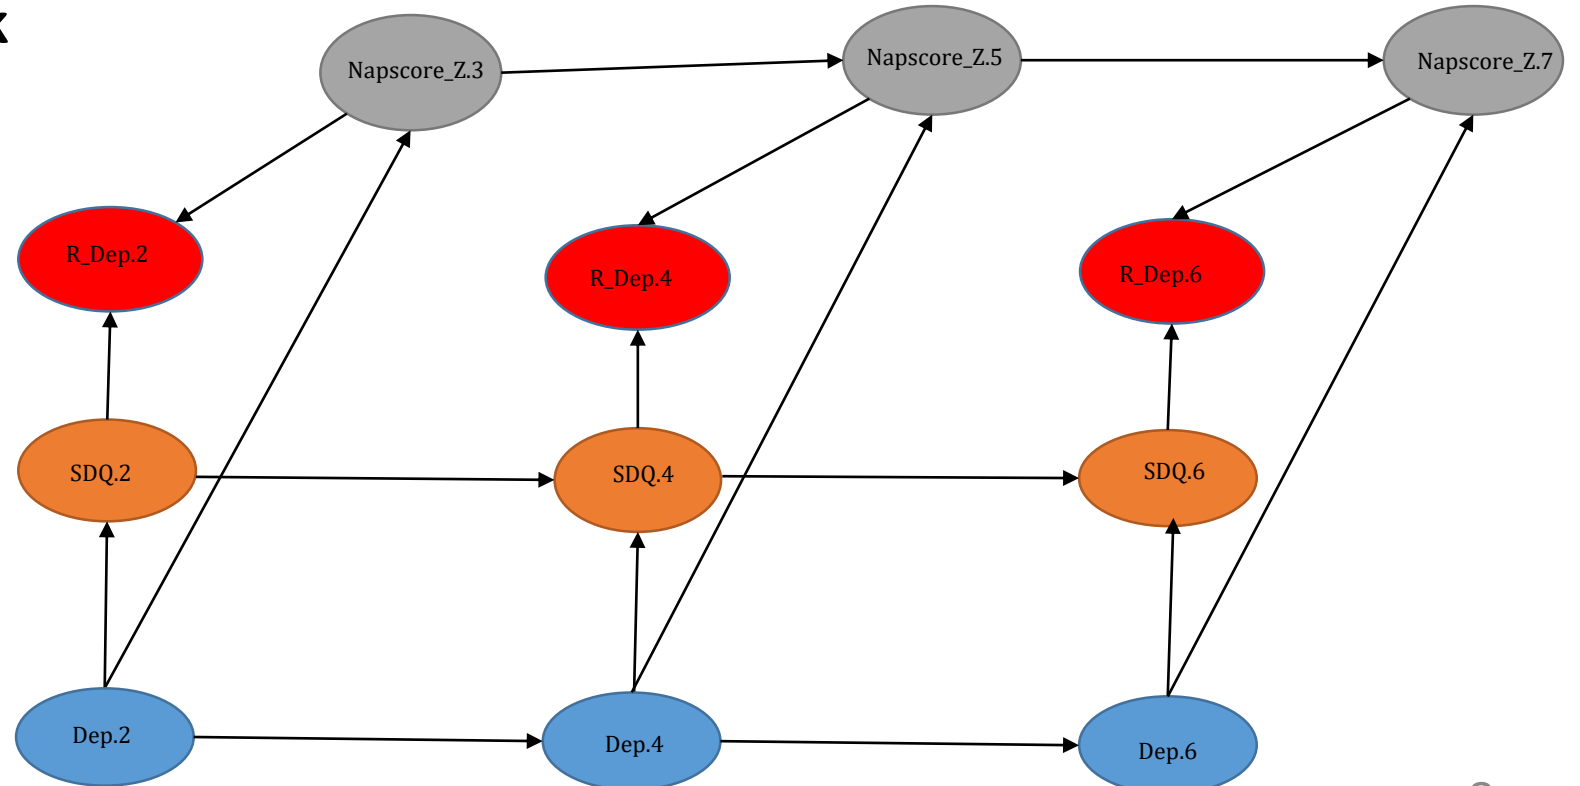 Napscore_Z.3
Napscore_Z.5
Napscore_Z.7
R_Dep.2
R_Dep.4
R_Dep.6
SDQ.2
SDQ.4
SDQ.6
Dep.2
Dep.4
Dep.6